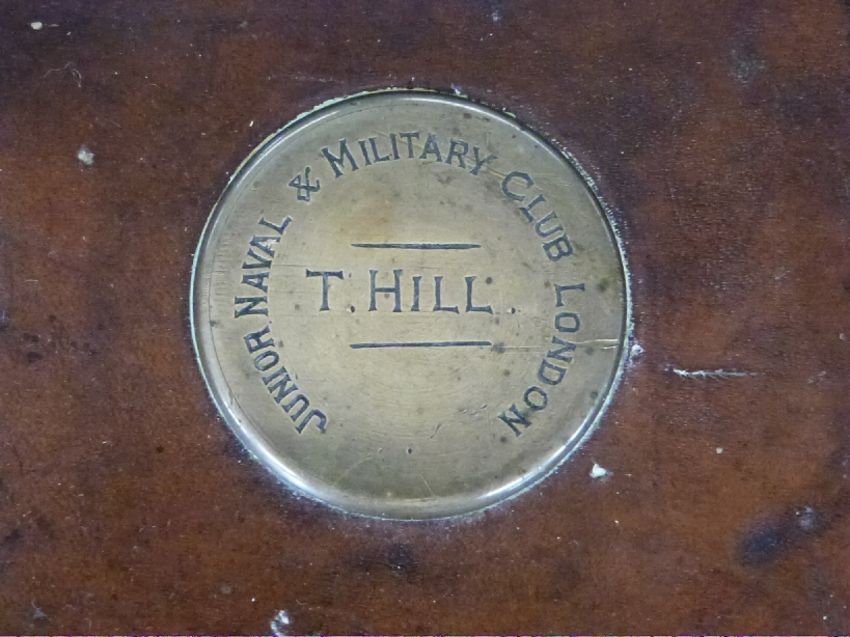 JUNIOR NAVAL & MILITARY CLUB LONDON
T. HILL.